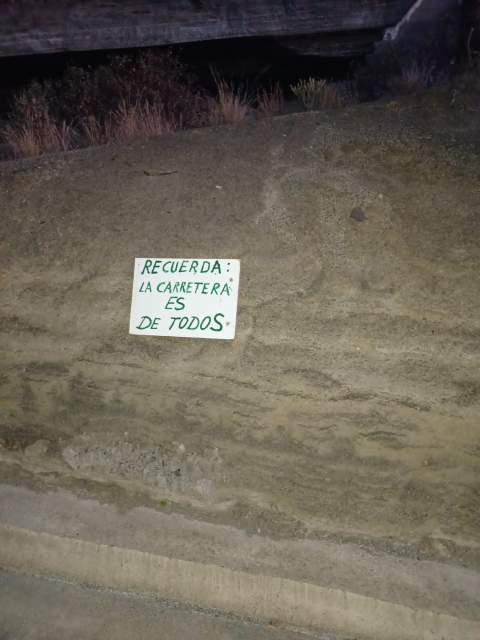 RECUERDA:
LA CARRETERA
ES
DE TODOS